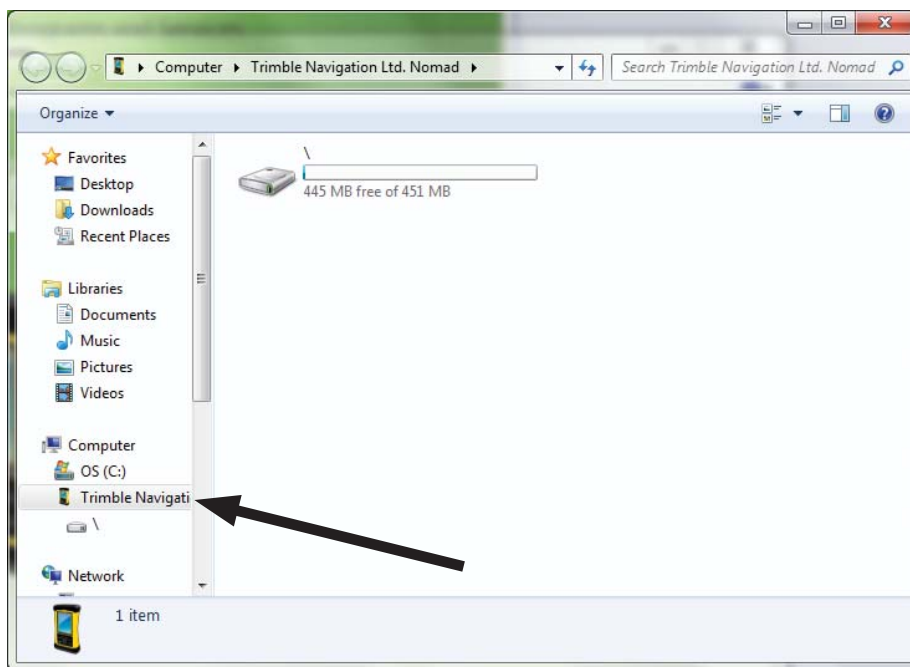 Computer ▸ Trimble Navigation Ltd. Nomad ▸
Search Trimble Navigation Ltd. Nomad
Organize
Favorites
Desktop
Downloads
Recent Places
Libraries
Documents
Music
Pictures
Videos
Computer
OS (C:)
Trimble Navigati
\
Network
\
445 MB free of 451 MB
1 item